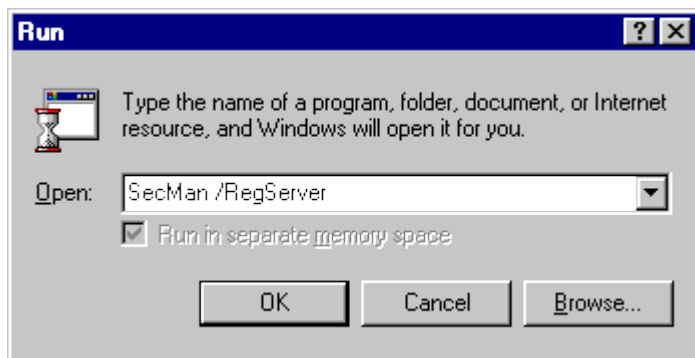 Run
Type the name of a program, folder, document, or Internet
resource, and Windows will open it for you.
Open: SecMan /RegServer
Run in separate memory space
OK Cancel Browse...